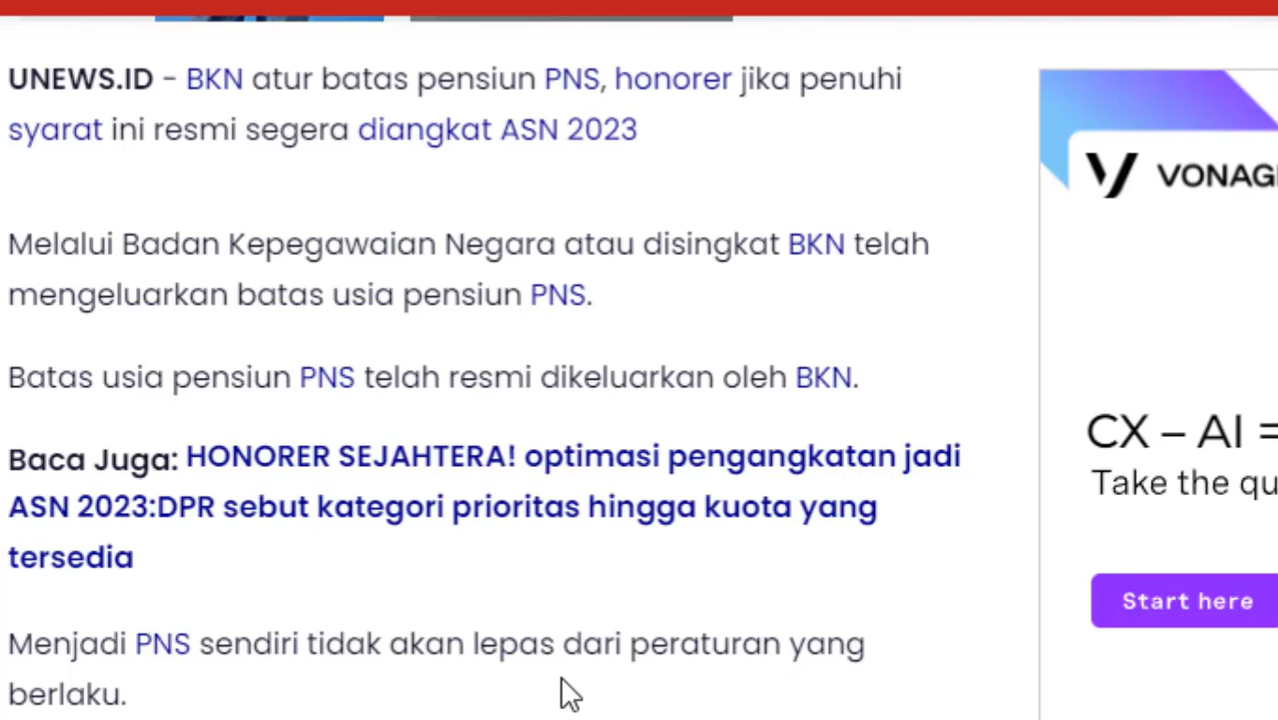 UNEWS.ID - BKN atur batas pensiun PNS, honorer jika penuhi
syarat ini resmi segera diangkat ASN 2023
Melalui Badan Kepegawaian Negara atau disingkat BKN telah
mengeluarkan batas usia pensiun PNS.
Batas usia pensiun PNS telah resmi dikeluarkan oleh BKN.
Baca Juga: HONORER SEJAHTERA! optimasi pengangkatan jadi
ASN 2023:DPR sebut kategori prioritas hingga kuota yang
tersedia
Menjadi PNS sendiri tidak akan lepas dari peraturan yang
berlaku.
VONAG
CX – AI =
Take the qu
Start here